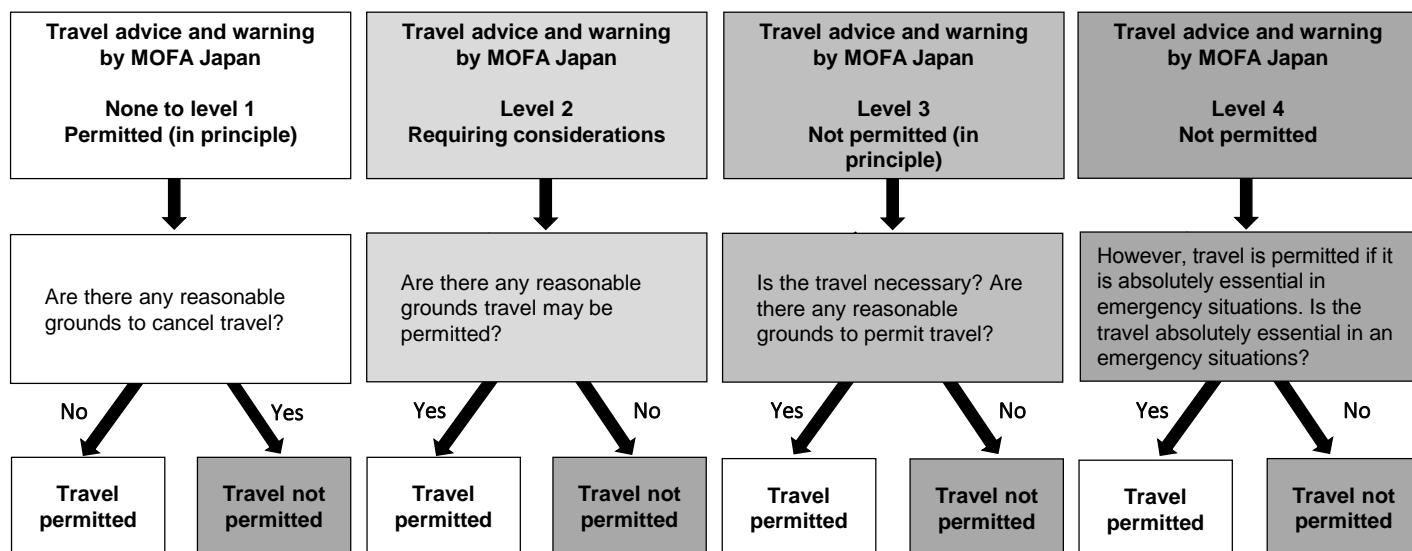 Travel advice and warning
by MOFA Japan
None to level 1
Permitted (in principle)
Travel advice and warning
by MOFA Japan
Level 2
Requiring considerations
Travel advice and warning
by MOFA Japan
Level 3
Not permitted (in
principle)
Travel advice and warning
by MOFA Japan
Level 4
Not permitted
Are there any reasonable
grounds to cancel travel?
Are there any reasonable
grounds travel may be
permitted?
Is the travel necessary? Are
there any reasonable
grounds to permit travel?
However, travel is permitted if it
is absolutely essential in
emergency situations. Is the
travel absolutely essential in an
emergency situations?
No
Yes
Yes
No
Yes
No
Yes
No
Travel
permitted
Travel not
permitted
Travel
permitted
Travel not
permitted
Travel
permitted
Travel not
permitted
Travel
permitted
Travel not
permitted